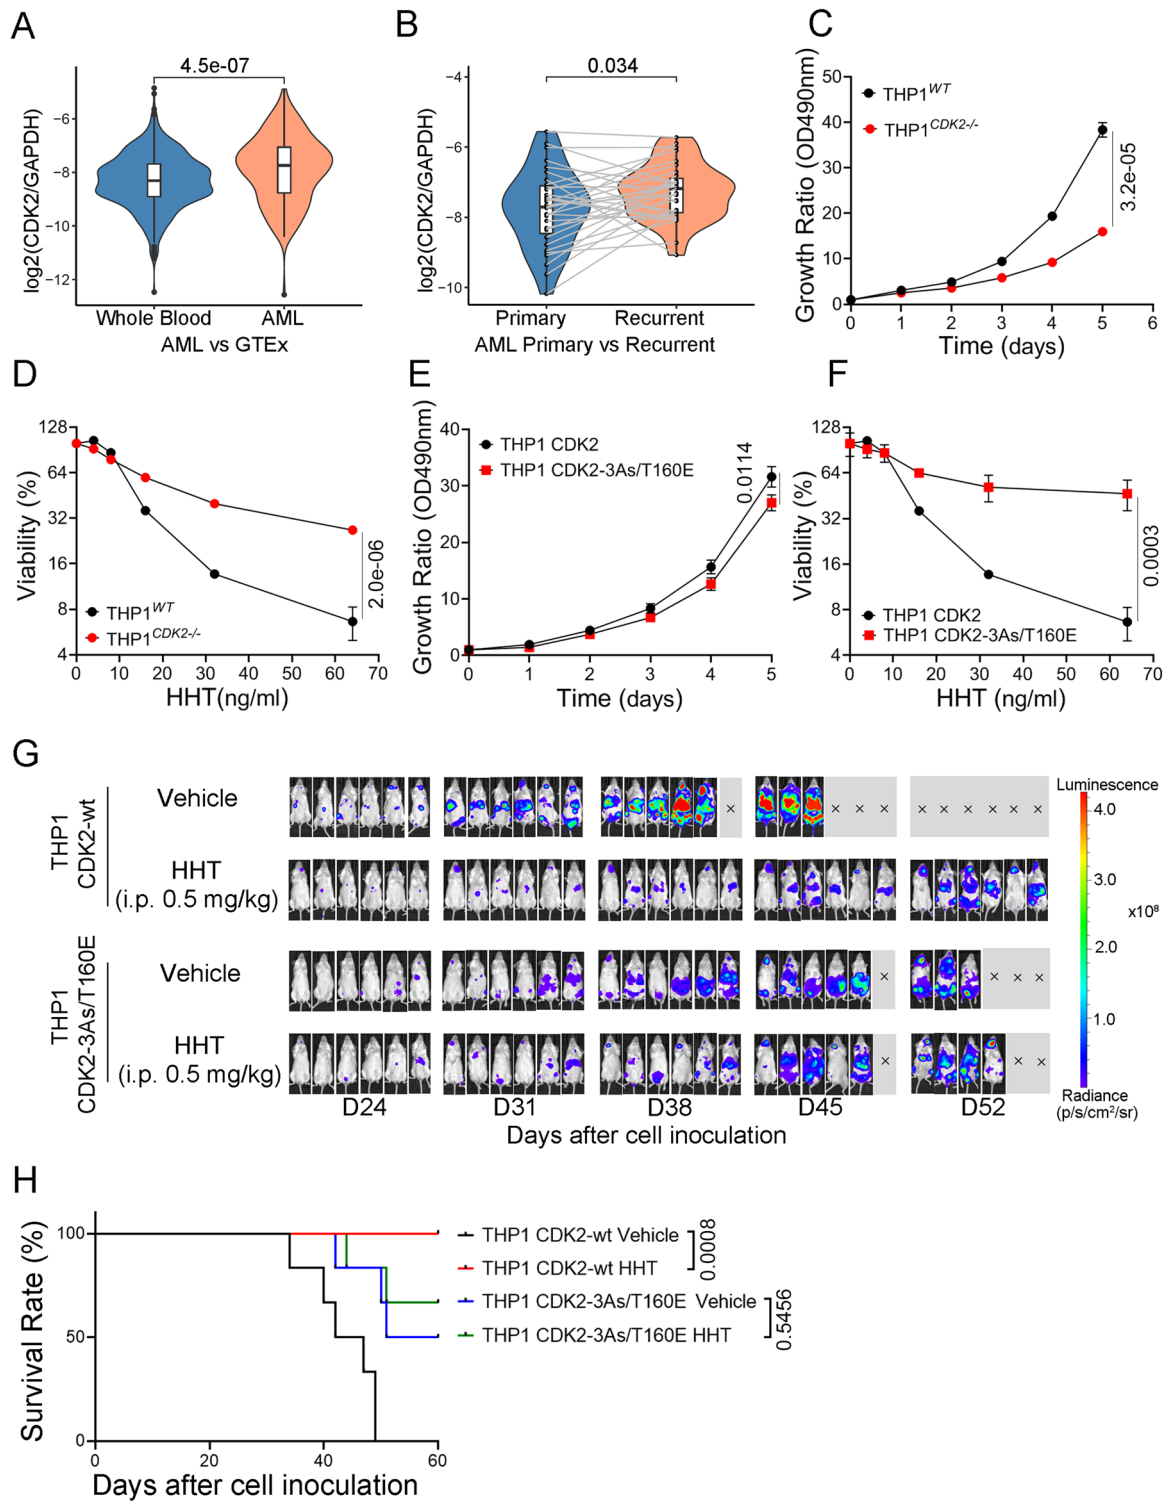 A
4.5e-07
log2(CDK2/GAPDH)
−6
−8
−10
−12
Whole Blood
AML
AML vs GTEx
B
0.034
log2(CDK2/GAPDH)
−4
−6
−8
−10
Primary
Recurrent
AML Primary vs Recurrent
C
Growth Ratio (OD490nm)
50
40
30
20
10
0
THP1WT
THP1CDK2-/-
3.2e-05
0 1 2 3 4 5 6
Time (days)
D
Viability (%)
128
64
32
16
8
4
THP1WT
THP1CDK2-/-
2.0e-06
0 10 20 30 40 50 60 70
HHT(ng/ml)
E
Growth Ratio (OD490nm)
40
30
20
10
0
THP1 CDK2
THP1 CDK2-3As/T160E
0.0114
0 1 2 3 4 5
Time (days)
F
Viability (%)
128
64
32
16
8
4
THP1 CDK2
THP1 CDK2-3As/T160E
0.0003
0 10 20 30 40 50 60 70
HHT (ng/ml)
G
THP1
CDK2-wt
Vehicle
HHT
(i.p. 0.5 mg/kg)
THP1
CDK2-3As/T160E
Vehicle
HHT
(i.p. 0.5 mg/kg)
× 
× × ×
× × × × × ×
×
× × ×
×
× ×
D24 D31 D38 D45 D52
Days after cell inoculation
Luminescence
4.0
3.0
x10⁸
2.0
1.0
Radiance
(p/s/cm²/sr)
H
Survival Rate (%)
100
50
0
0 20 40 60
Days after cell inoculation
THP1 CDK2-wt Vehicle
THP1 CDK2-wt HHT
0.0008
THP1 CDK2-3As/T160E Vehicle
THP1 CDK2-3As/T160E HHT
0.5456